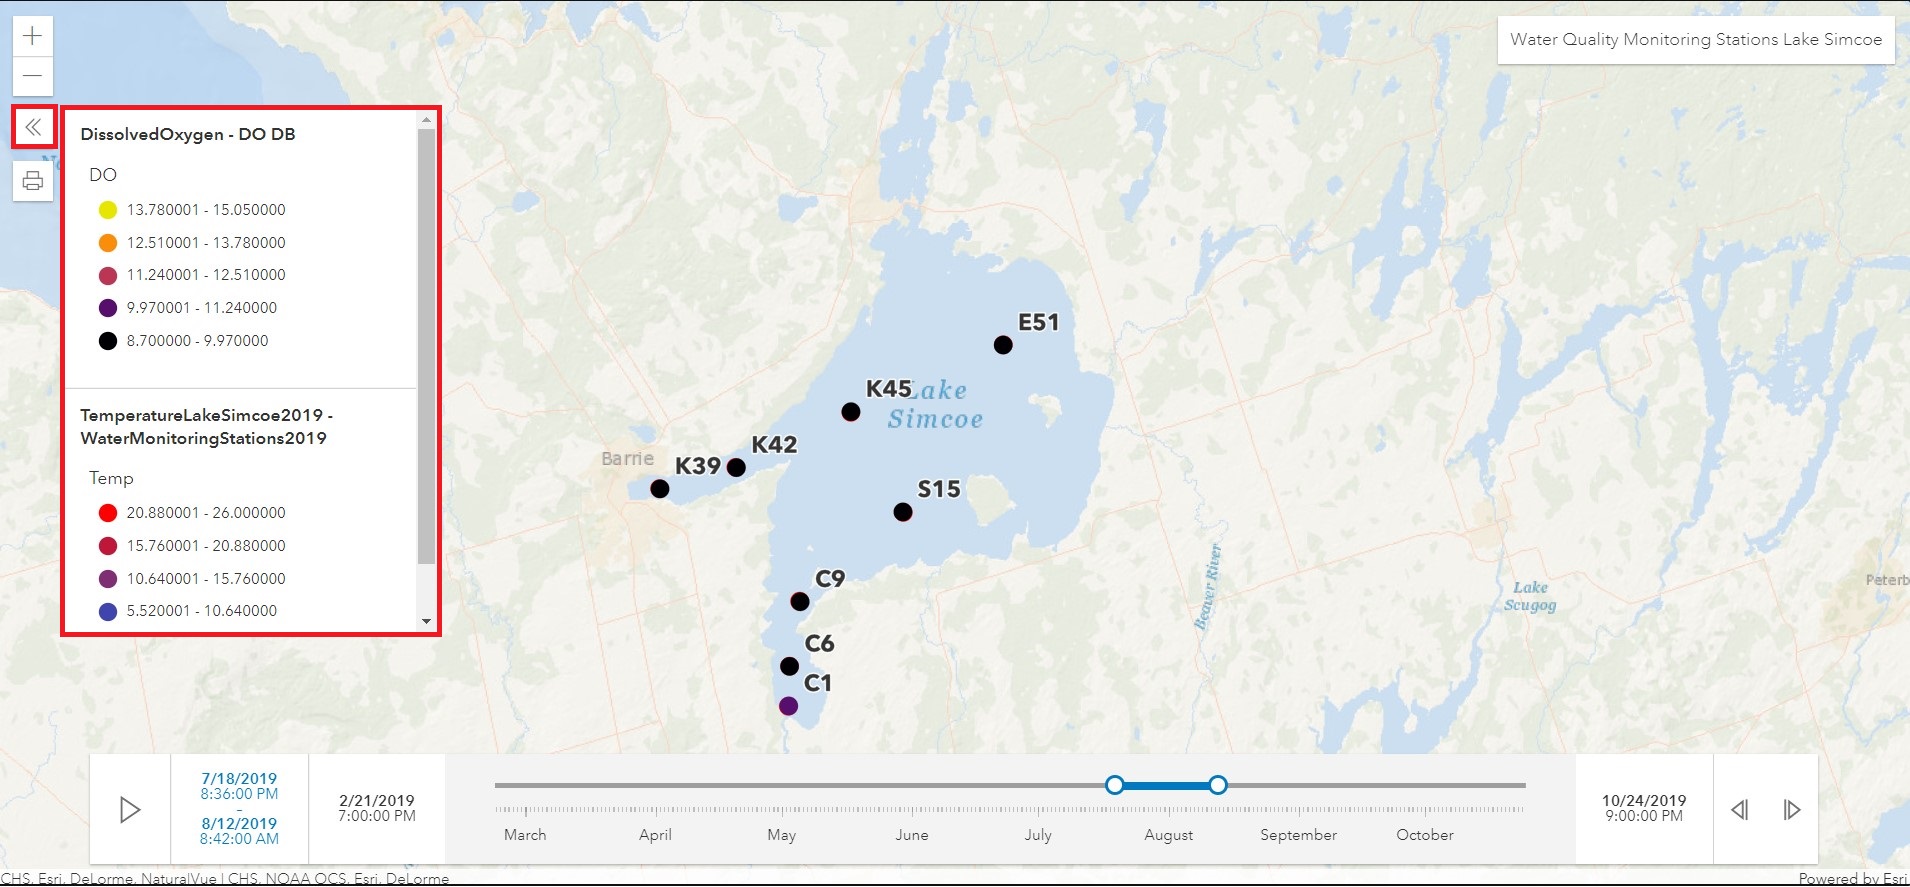 Water Quality Monitoring Stations Lake Simcoe
DissolvedOxygen - DO DB
DO
13.780001 - 15.050000
12.510001 - 13.780000
11.240001 - 12.510000
9.970001 - 11.240000
8.700000 - 9.970000
TemperatureLakeSimcoe2019 -
WaterMonitoringStations2019
Temp
20.880001 - 26.000000
15.760001 - 20.880000
10.640001 - 15.760000
5.520001 - 10.640000
E51
K45
Lake
Simcoe
K42
Barrie
K39
S15
C9
C6
C1
Beaver River
Lake
Scugog
Peterb
7/18/2019
8:36:00 PM
-
8/12/2019
8:42:00 AM
2/21/2019
7:00:00 PM
March April May June July August September October
10/24/2019
9:00:00 PM
CHS, Esri, DeLorme, NaturalVue | CHS, NOAA OCS, Esri, DeLorme
Powered by Esri